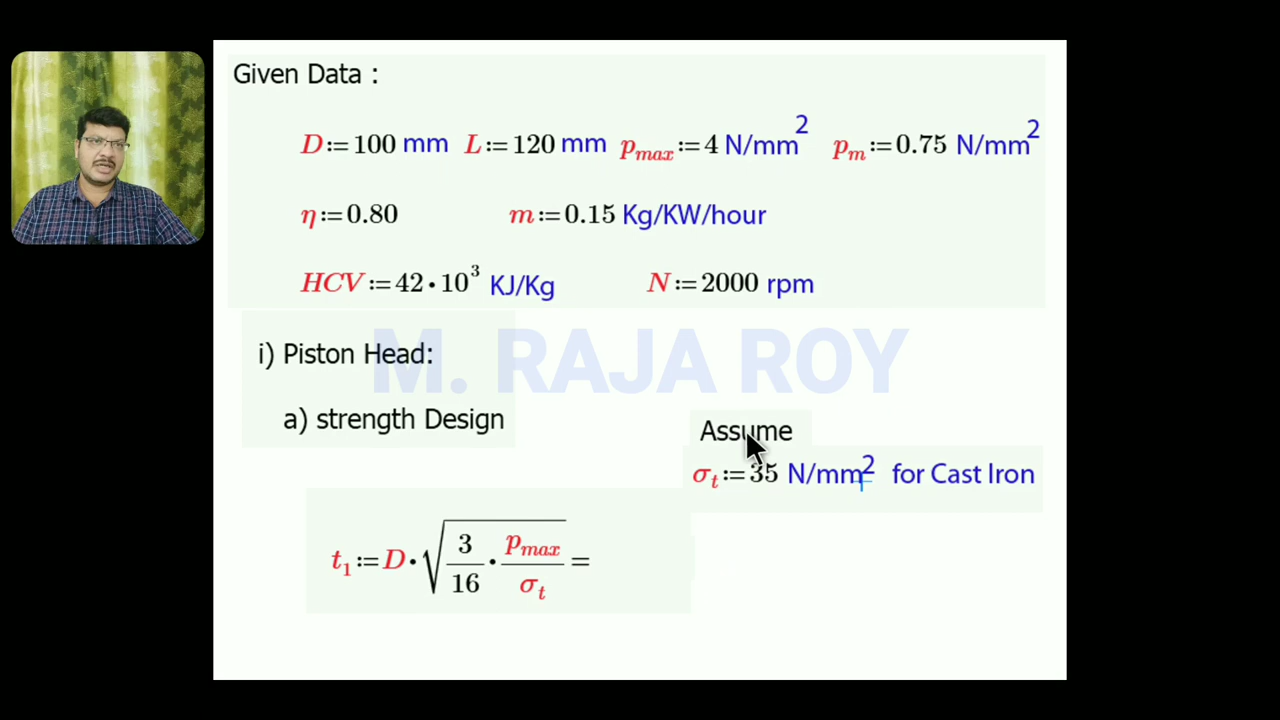 Given Data :
D:=100 mm L:=120 mm p_max:=4 N/mm² p_m:=0.75 N/mm²
η:=0.80 m:=0.15 Kg/KW/hour
HCV:=42•10³ KJ/Kg N:=2000 rpm
M. RAJA ROY
i) Piston Head:
a) strength Design
Assume
σ_t:=35 N/mm² for Cast Iron
t₁:=D•√(3/16•p_max/σ_t)=